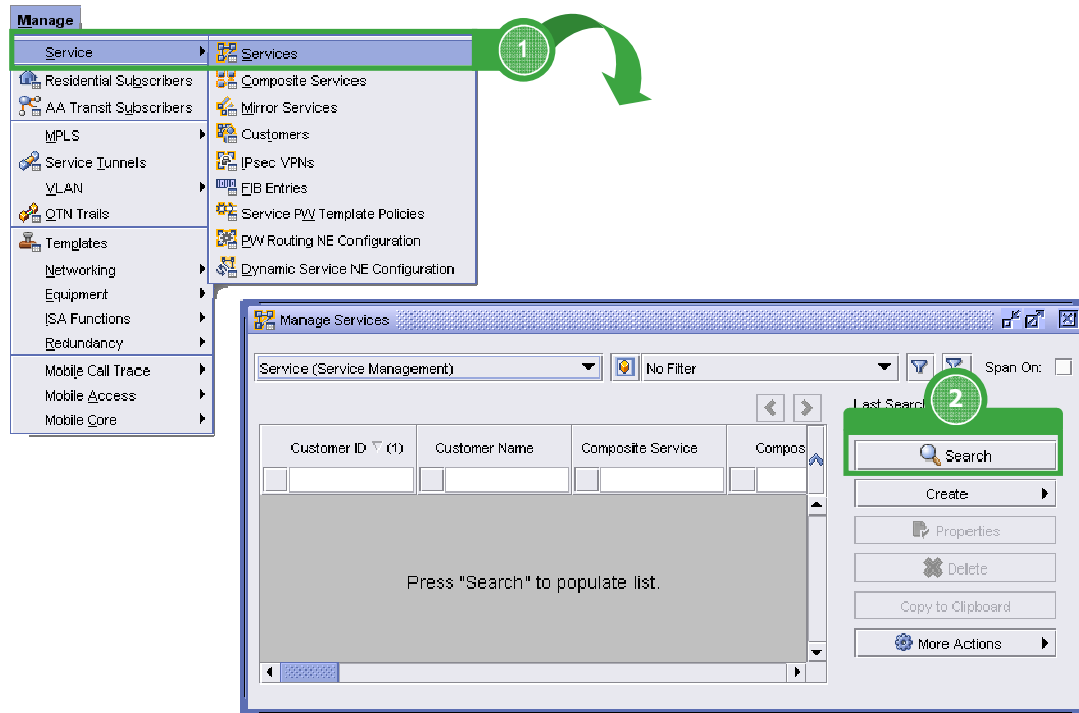 Manage
Service
Residential Subscribers
AA Transit Subscribers
MPLS
Service Tunnels
VLAN
OTN Trails
Templates
Networking
Equipment
ISA Functions
Redundancy
Mobile Call Trace
Mobile Access
Mobile Core
Services
Composite Services
Mirror Services
Customers
IPsec VPNs
FIB Entries
Service PW Template Policies
PW Routing NE Configuration
Dynamic Service NE Configuration
1
Manage Services
Service (Service Management)
No Filter
Span On:
2
Last Search
Customer ID (1)
Customer Name
Composite Service
Compos
Search
Create
Properties
Delete
Copy to Clipboard
More Actions
Press "Search" to populate list.